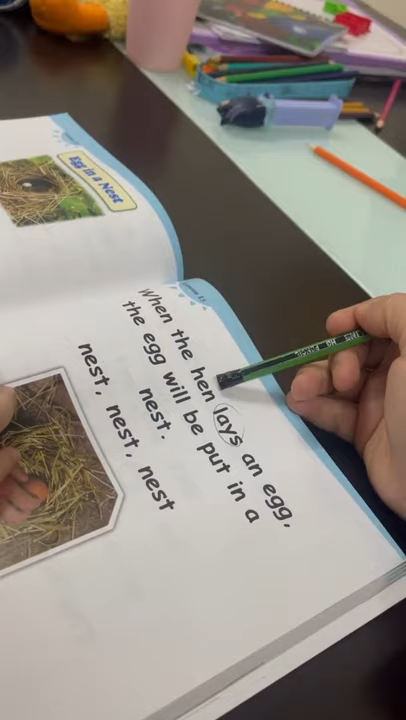 Egg in a Nest
When the hen lays an egg,
the egg will be put in a
nest.
nest, nest, nest